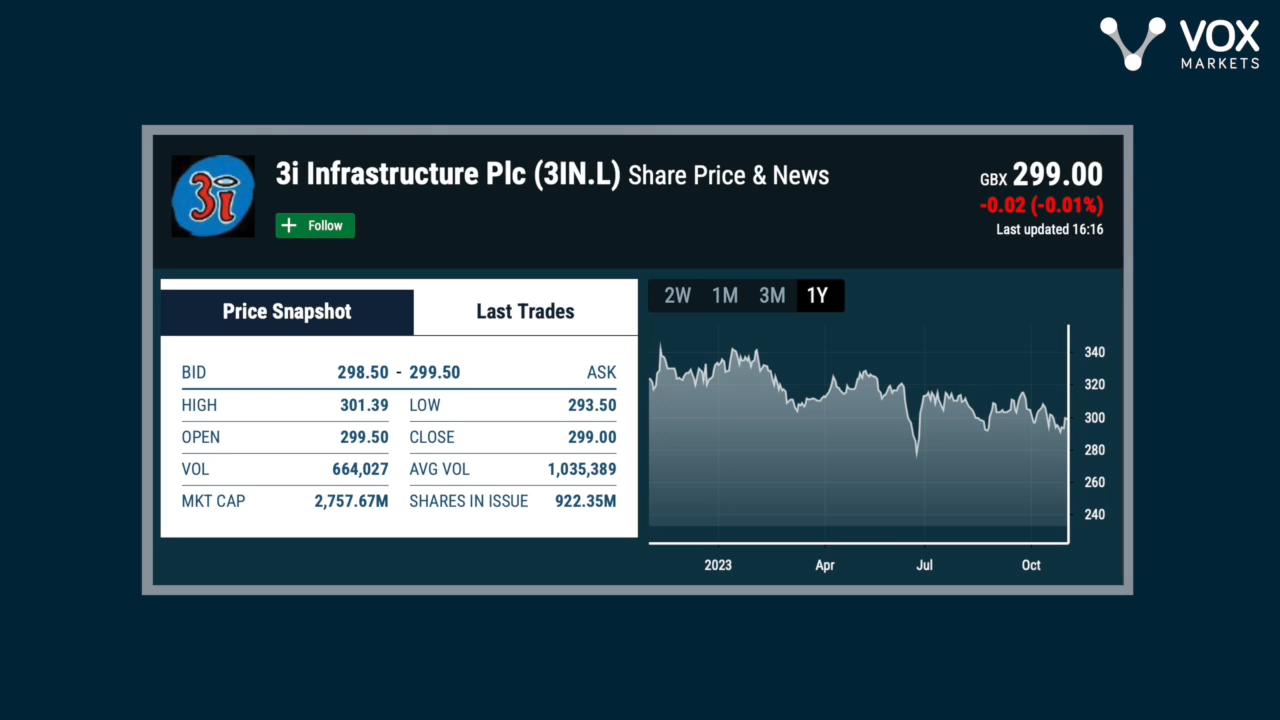 VOX
MARKETS
3i
3i Infrastructure Plc (3IN.L) Share Price & News
+ Follow
GBX 299.00
-0.02 (-0.01%)
Last updated 16:16
Price Snapshot Last Trades
BID 298.50 - 299.50 ASK
HIGH 301.39 LOW 293.50
OPEN 299.50 CLOSE 299.00
VOL 664,027 AVG VOL 1,035,389
MKT CAP 2,757.67M SHARES IN ISSUE 922.35M
2W 1M 3M 1Y
340
320
300
280
260
240
2023 Apr Jul Oct